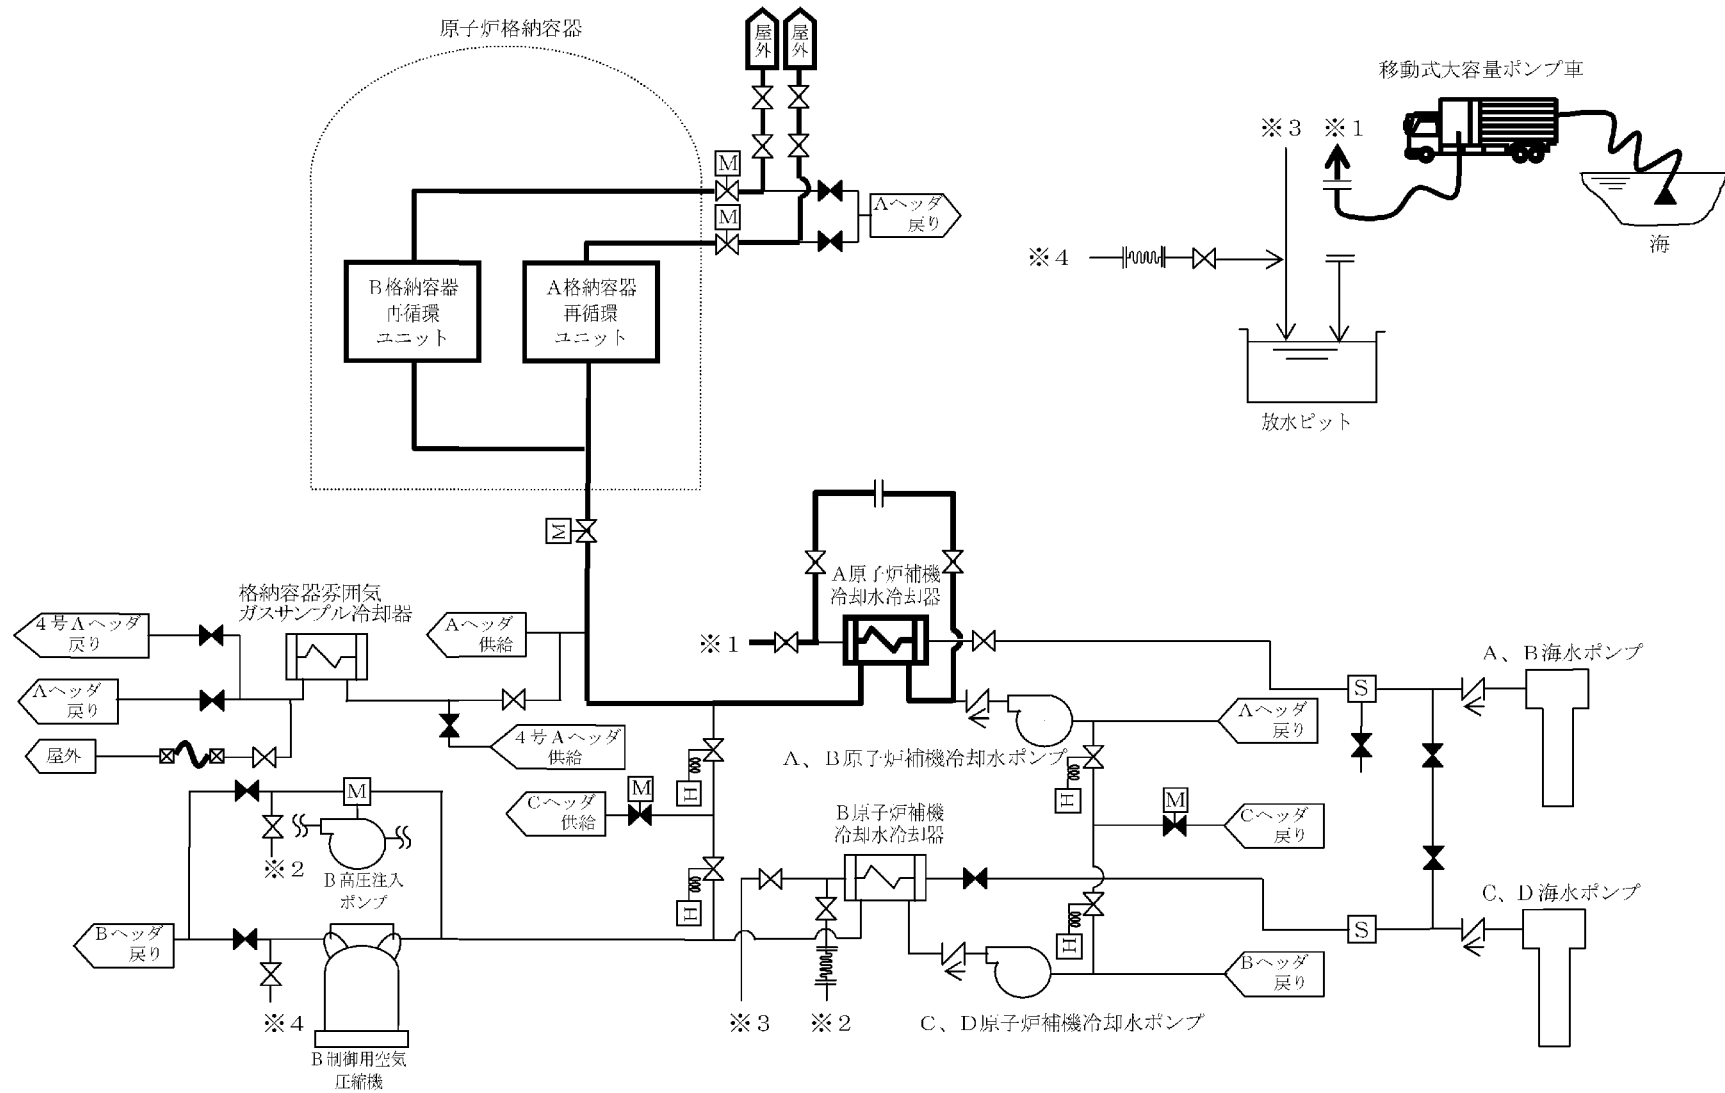 原子炉格納容器
屋外
屋外
移動式大容量ポンプ車
※3
※1
M
M
Aヘッダ
戻り
海
※4
B格納容器
再循環
ユニット
A格納容器
再循環
ユニット
放水ピット
M
A原子炉補機
冷却水冷却器
格納容器雰囲気
ガスサンプル冷却器
4号Aヘッダ
戻り
Aヘッダ
供給
※1
A、B海水ポンプ
Aヘッダ
戻り
S
4号Aヘッダ
供給
Aヘッダ
戻り
屋外
A、B原子炉補機冷却水ポンプ
H
H
M
M
M
Cヘッダ
供給
B原子炉補機
冷却水冷却器
Cヘッダ
戻り
※2
B高圧注入
ポンプ
H
C、D海水ポンプ
Bヘッダ
戻り
S
H
Bヘッダ
戻り
※4
※3
※2
C、D原子炉補機冷却水ポンプ
B制御用空気
圧縮機